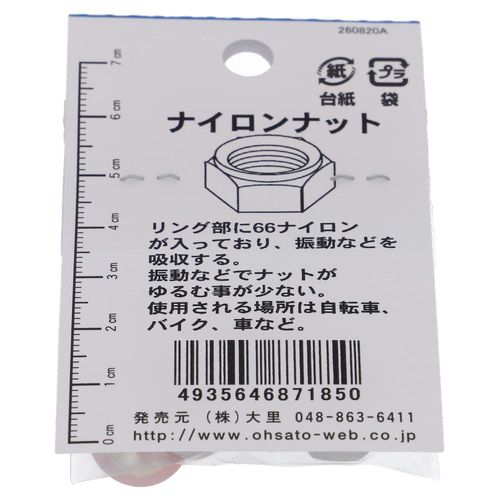 260820A
紙
プラ
台紙 袋
ナイロンナット
リング部に66ナイロン
が入っており、振動などを
吸収する。
振動などでナットが
ゆるむ事が少ない。
使用される場所は自転車、
バイク、車など。
4935646871850
発売元 (株)大里 048-863-6411
http://www.ohsato-web.co.jp
7cm
6cm
5cm
4cm
3cm
2cm
1cm
0cm